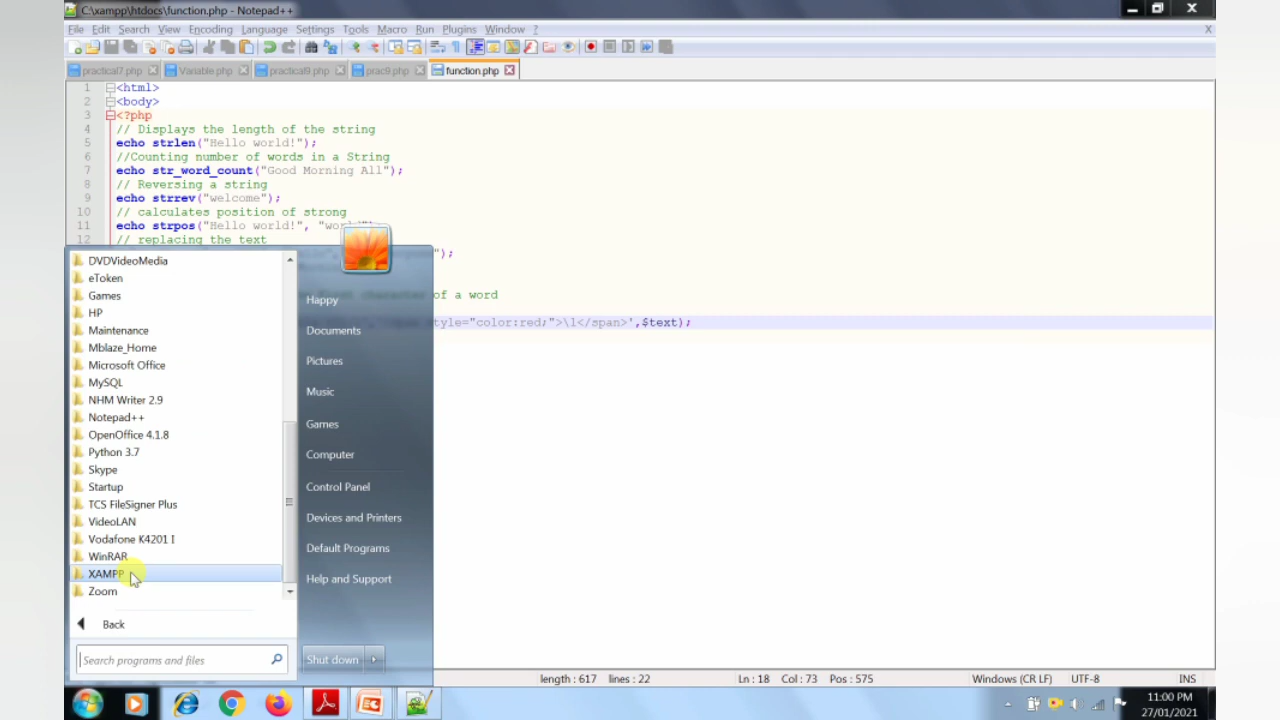 C:\xampp\htdocs\function.php - Notepad++
File Edit Search View Encoding Language Settings Tools Macro Run Plugins Window ? X
practical7.php Variable.php practical9.php prac9.php function.php
1 <html>
2 <body>
3 <?php
4 // Displays the length of the string
5 echo strlen("Hello world!");
6 //Counting number of words in a String
7 echo str_word_count("Good Morning All");
8 // Reversing a string
9 echo strrev("welcome");
10 // calculates position of strong
11 echo strpos("Hello world!",
12 // replacing the text
");
of a word
style="color:red;">\1</span>',$text);
DVDVideoMedia
eToken
Games
HP
Maintenance
Mblaze_Home
Microsoft Office
MySQL
NHM Writer 2.9
Notepad++
OpenOffice 4.1.8
Python 3.7
Skype
Startup
TCS FileSigner Plus
VideoLAN
Vodafone K4201 I
WinRAR
XAMPP
Zoom
Back
Search programs and files
Happy
Documents
Pictures
Music
Games
Computer
Control Panel
Devices and Printers
Default Programs
Help and Support
Shut down
length : 617 lines : 22 Ln : 18 Col : 73 Pos : 575 Windows (CR LF) UTF-8 INS
11:00 PM
27/01/2021